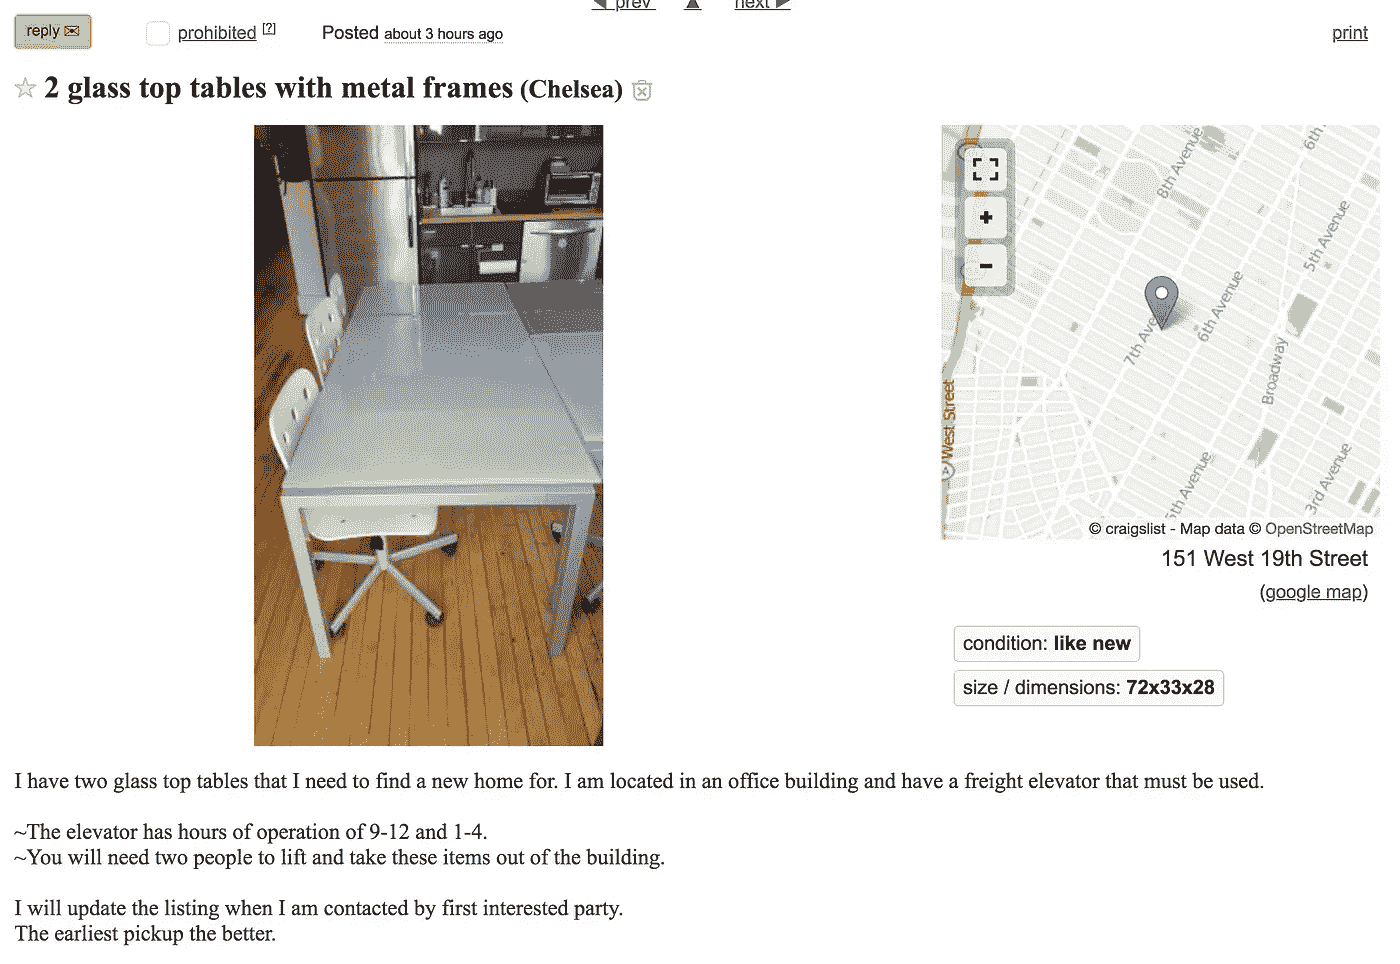 ◀ prev ▲ next ▶
reply ✉ prohibited [?] Posted about 3 hours ago print
☆ 2 glass top tables with metal frames (Chelsea)
8th Avenue
6th
5th Avenue
7th Ave
6th Avenue
Broadway
West Street
5th Avenue
3rd Avenue
+
−
© craigslist - Map data © OpenStreetMap
151 West 19th Street
(google map)
condition: like new
size / dimensions: 72x33x28
I have two glass top tables that I need to find a new home for. I am located in an office building and have a freight elevator that must be used.
~The elevator has hours of operation of 9-12 and 1-4.
~You will need two people to lift and take these items out of the building.
I will update the listing when I am contacted by first interested party.
The earliest pickup the better.